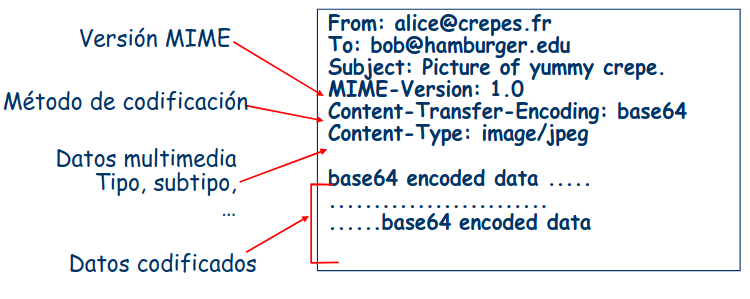 Versión MIME
Método de codificación
Datos multimedia
Tipo, subtipo,
...
Datos codificados
From: alice@crepes.fr
To: bob@hamburger.edu
Subject: Picture of yummy crepe.
MIME-Version: 1.0
Content-Transfer-Encoding: base64
Content-Type: image/jpeg
base64 encoded data .....
.........................
......base64 encoded data